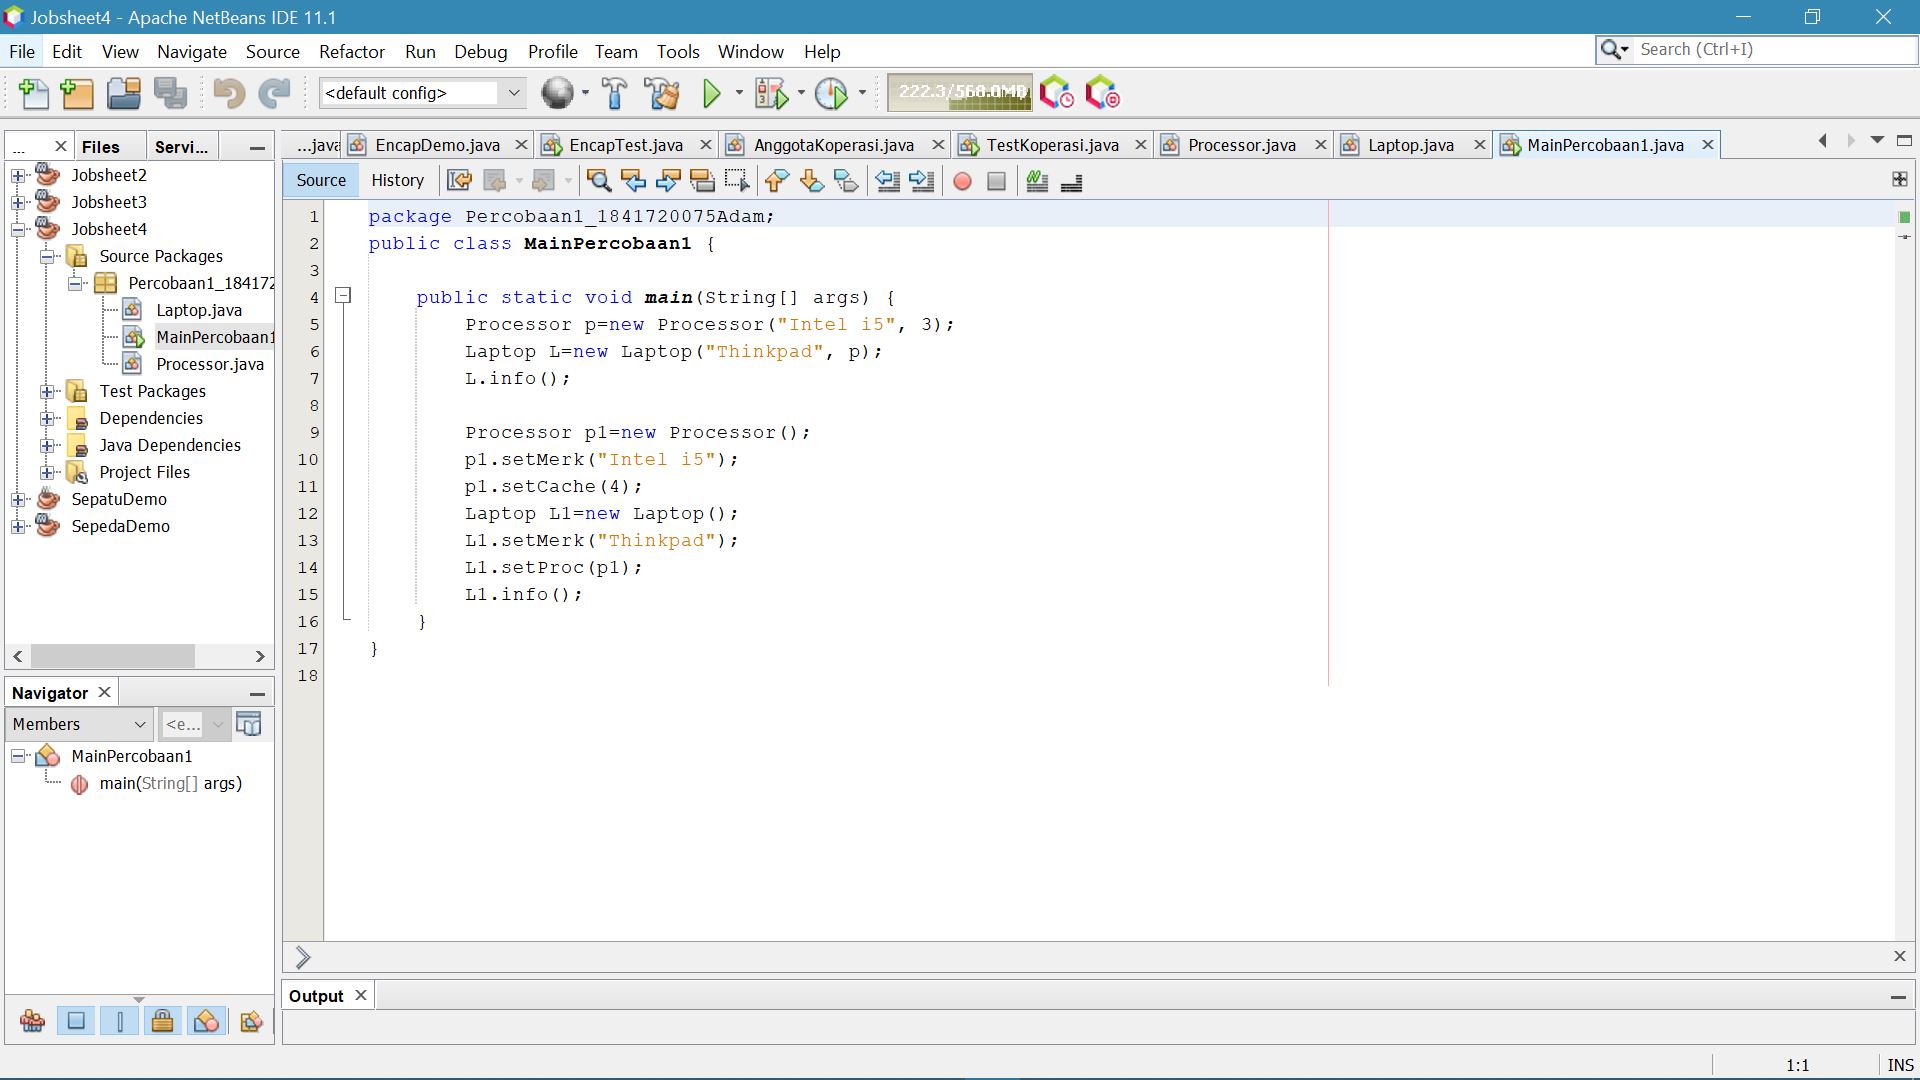 Jobsheet4 - Apache NetBeans IDE 11.1
File Edit View Navigate Source Refactor Run Debug Profile Team Tools Window Help
Search (Ctrl+I)
<default config>
222.3/560.0MB
... Files Servi...
...java EncapDemo.java EncapTest.java AnggotaKoperasi.java TestKoperasi.java Processor.java Laptop.java MainPercobaan1.java
Source History
Jobsheet2
Jobsheet3
Jobsheet4
Source Packages
Percobaan1_184172
Laptop.java
MainPercobaan1
Processor.java
Test Packages
Dependencies
Java Dependencies
Project Files
SepatuDemo
SepedaDemo
Navigator
Members
<e...
MainPercobaan1
main(String[] args)
1 package Percobaan1_1841720075Adam;
2 public class MainPercobaan1 {
3
4 public static void main(String[] args) {
5 Processor p=new Processor("Intel i5", 3);
6 Laptop L=new Laptop("Thinkpad", p);
7 L.info();
8
9 Processor p1=new Processor();
10 p1.setMerk("Intel i5");
11 p1.setCache(4);
12 Laptop L1=new Laptop();
13 L1.setMerk("Thinkpad");
14 L1.setProc(p1);
15 L1.info();
16 }
17 }
18
Output
1:1 INS